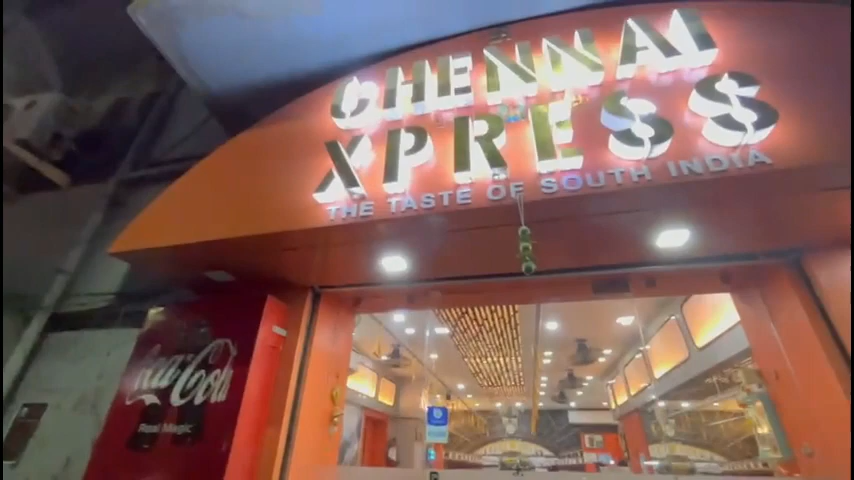 CHENNAI
XPRESS
THE TASTE OF SOUTH INDIA
Coca-Cola
Real Magic